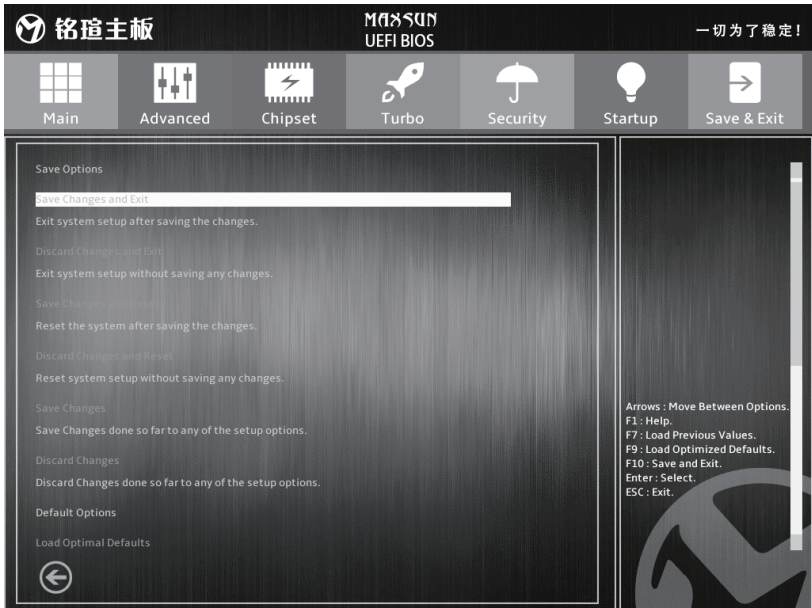 铭瑄主板
MAXSUN
UEFI BIOS
一切为了稳定!
Main
Advanced
Chipset
Turbo
Security
Startup
Save & Exit
Save Options
Save Changes and Exit
Exit system setup after saving the changes.
Discard Changes and Exit
Exit system setup without saving any changes.
Save Changes and Reset
Reset the system after saving the changes.
Discard Changes and Reset
Reset system setup without saving any changes.
Save Changes
Save Changes done so far to any of the setup options.
Discard Changes
Discard Changes done so far to any of the setup options.
Default Options
Load Optimal Defaults
Arrows : Move Between Options.
F1 : Help.
F7 : Load Previous Values.
F9 : Load Optimized Defaults.
F10 : Save and Exit.
Enter : Select.
ESC : Exit.